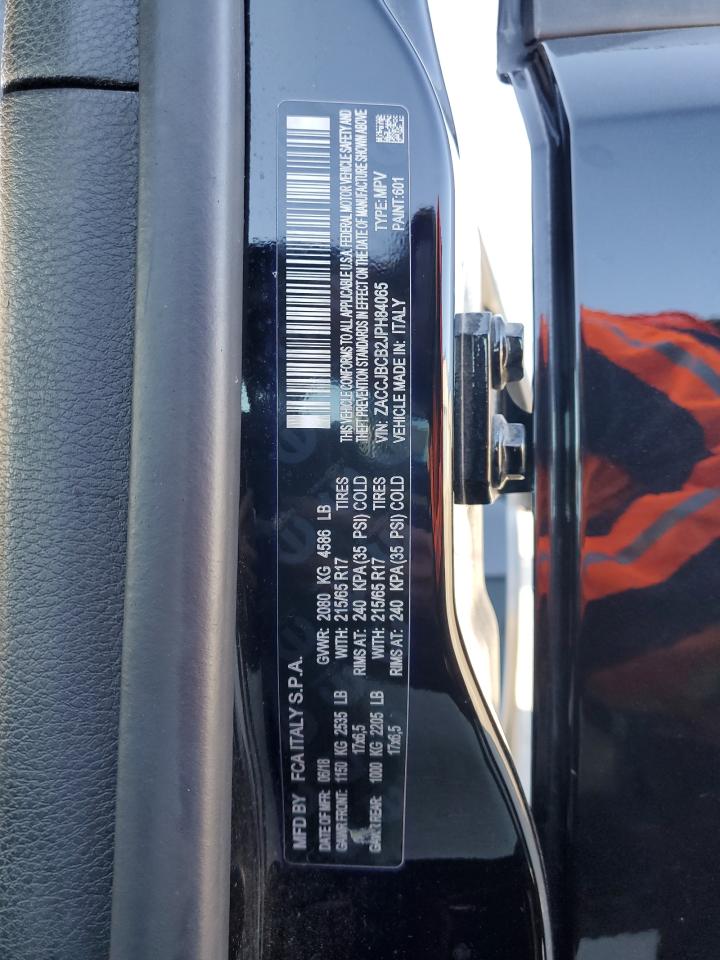 MFD BY FCA ITALY S.P.A.
DATE OF MFR: 06/18 GVWR: 2080 KG 4586 LB
GAWR FRONT: 1150 KG 2535 LB WITH: 215/65 R17 TIRES
17x6,5 RIMS AT: 240 KPA (35 PSI) COLD
GAWR REAR: 1000 KG 2205 LB WITH: 215/65 R17 TIRES
17x6,5 RIMS AT: 240 KPA (35 PSI) COLD
THIS VEHICLE CONFORMS TO ALL APPLICABLE U.S.A. FEDERAL MOTOR VEHICLE SAFETY AND
THEFT PREVENTION STANDARDS IN EFFECT ON THE DATE OF MANUFACTURE SHOWN ABOVE
VIN: ZACCJBCB2JPH84065 TYPE: MPV
VEHICLE MADE IN: ITALY PAINT: 601